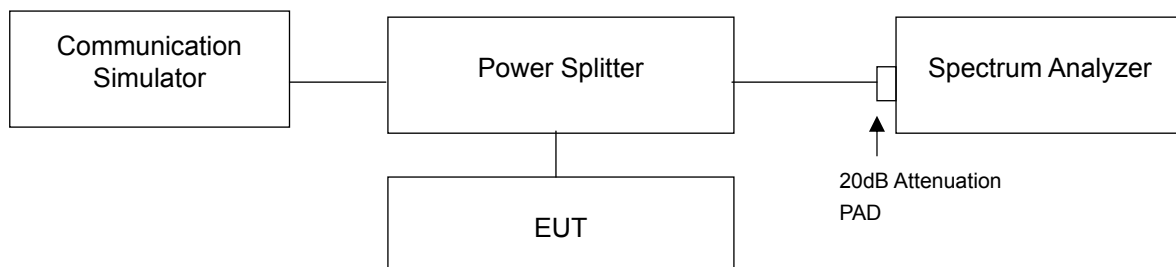 Communication
Simulator
Power Splitter
Spectrum Analyzer
20dB Attenuation
PAD
EUT